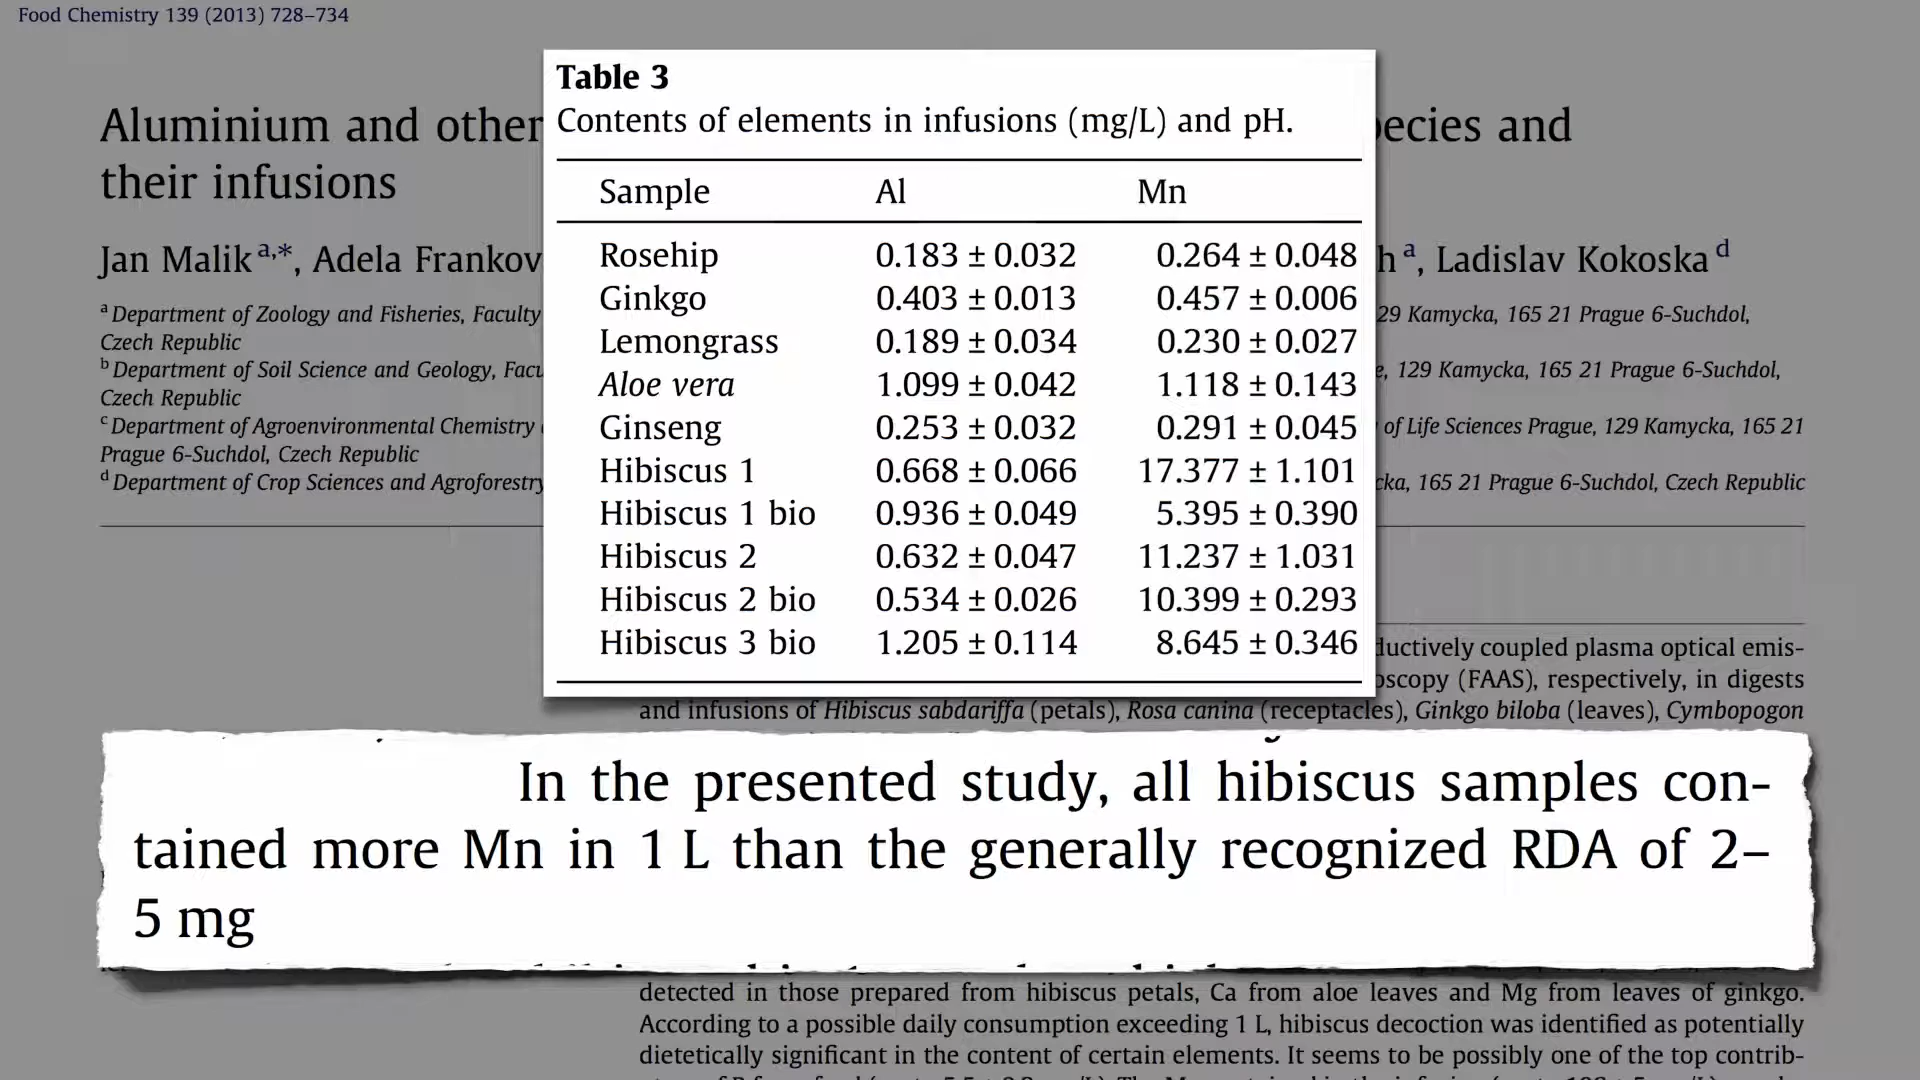 Food Chemistry 139 (2013) 728–734
Aluminium and other
pecies and
their infusions
Jan Malik a,*, Adela Frankov
h a, Ladislav Kokoska d
a Department of Zoology and Fisheries, Faculty
29 Kamycka, 165 21 Prague 6-Suchdol,
Czech Republic
b Department of Soil Science and Geology, Facu
e, 129 Kamycka, 165 21 Prague 6-Suchdol,
Czech Republic
c Department of Agroenvironmental Chemistry
of Life Sciences Prague, 129 Kamycka, 165 21
Prague 6-Suchdol, Czech Republic
d Department of Crop Sciences and Agroforestry
cka, 165 21 Prague 6-Suchdol, Czech Republic
Table 3
Contents of elements in infusions (mg/L) and pH.
Sample Al Mn
Rosehip 0.183 ± 0.032 0.264 ± 0.048
Ginkgo 0.403 ± 0.013 0.457 ± 0.006
Lemongrass 0.189 ± 0.034 0.230 ± 0.027
Aloe vera 1.099 ± 0.042 1.118 ± 0.143
Ginseng 0.253 ± 0.032 0.291 ± 0.045
Hibiscus 1 0.668 ± 0.066 17.377 ± 1.101
Hibiscus 1 bio 0.936 ± 0.049 5.395 ± 0.390
Hibiscus 2 0.632 ± 0.047 11.237 ± 1.031
Hibiscus 2 bio 0.534 ± 0.026 10.399 ± 0.293
Hibiscus 3 bio 1.205 ± 0.114 8.645 ± 0.346
ductively coupled plasma optical emis-
oscopy (FAAS), respectively, in digests
and infusions of Hibiscus sabdariffa (petals), Rosa canina (receptacles), Ginkgo biloba (leaves), Cymbopogon
In the presented study, all hibiscus samples con-
tained more Mn in 1 L than the generally recognized RDA of 2–
5 mg
detected in those prepared from hibiscus petals, Ca from aloe leaves and Mg from leaves of ginkgo.
According to a possible daily consumption exceeding 1 L, hibiscus decoction was identified as potentially
dietetically significant in the content of certain elements. It seems to be possibly one of the top contrib-